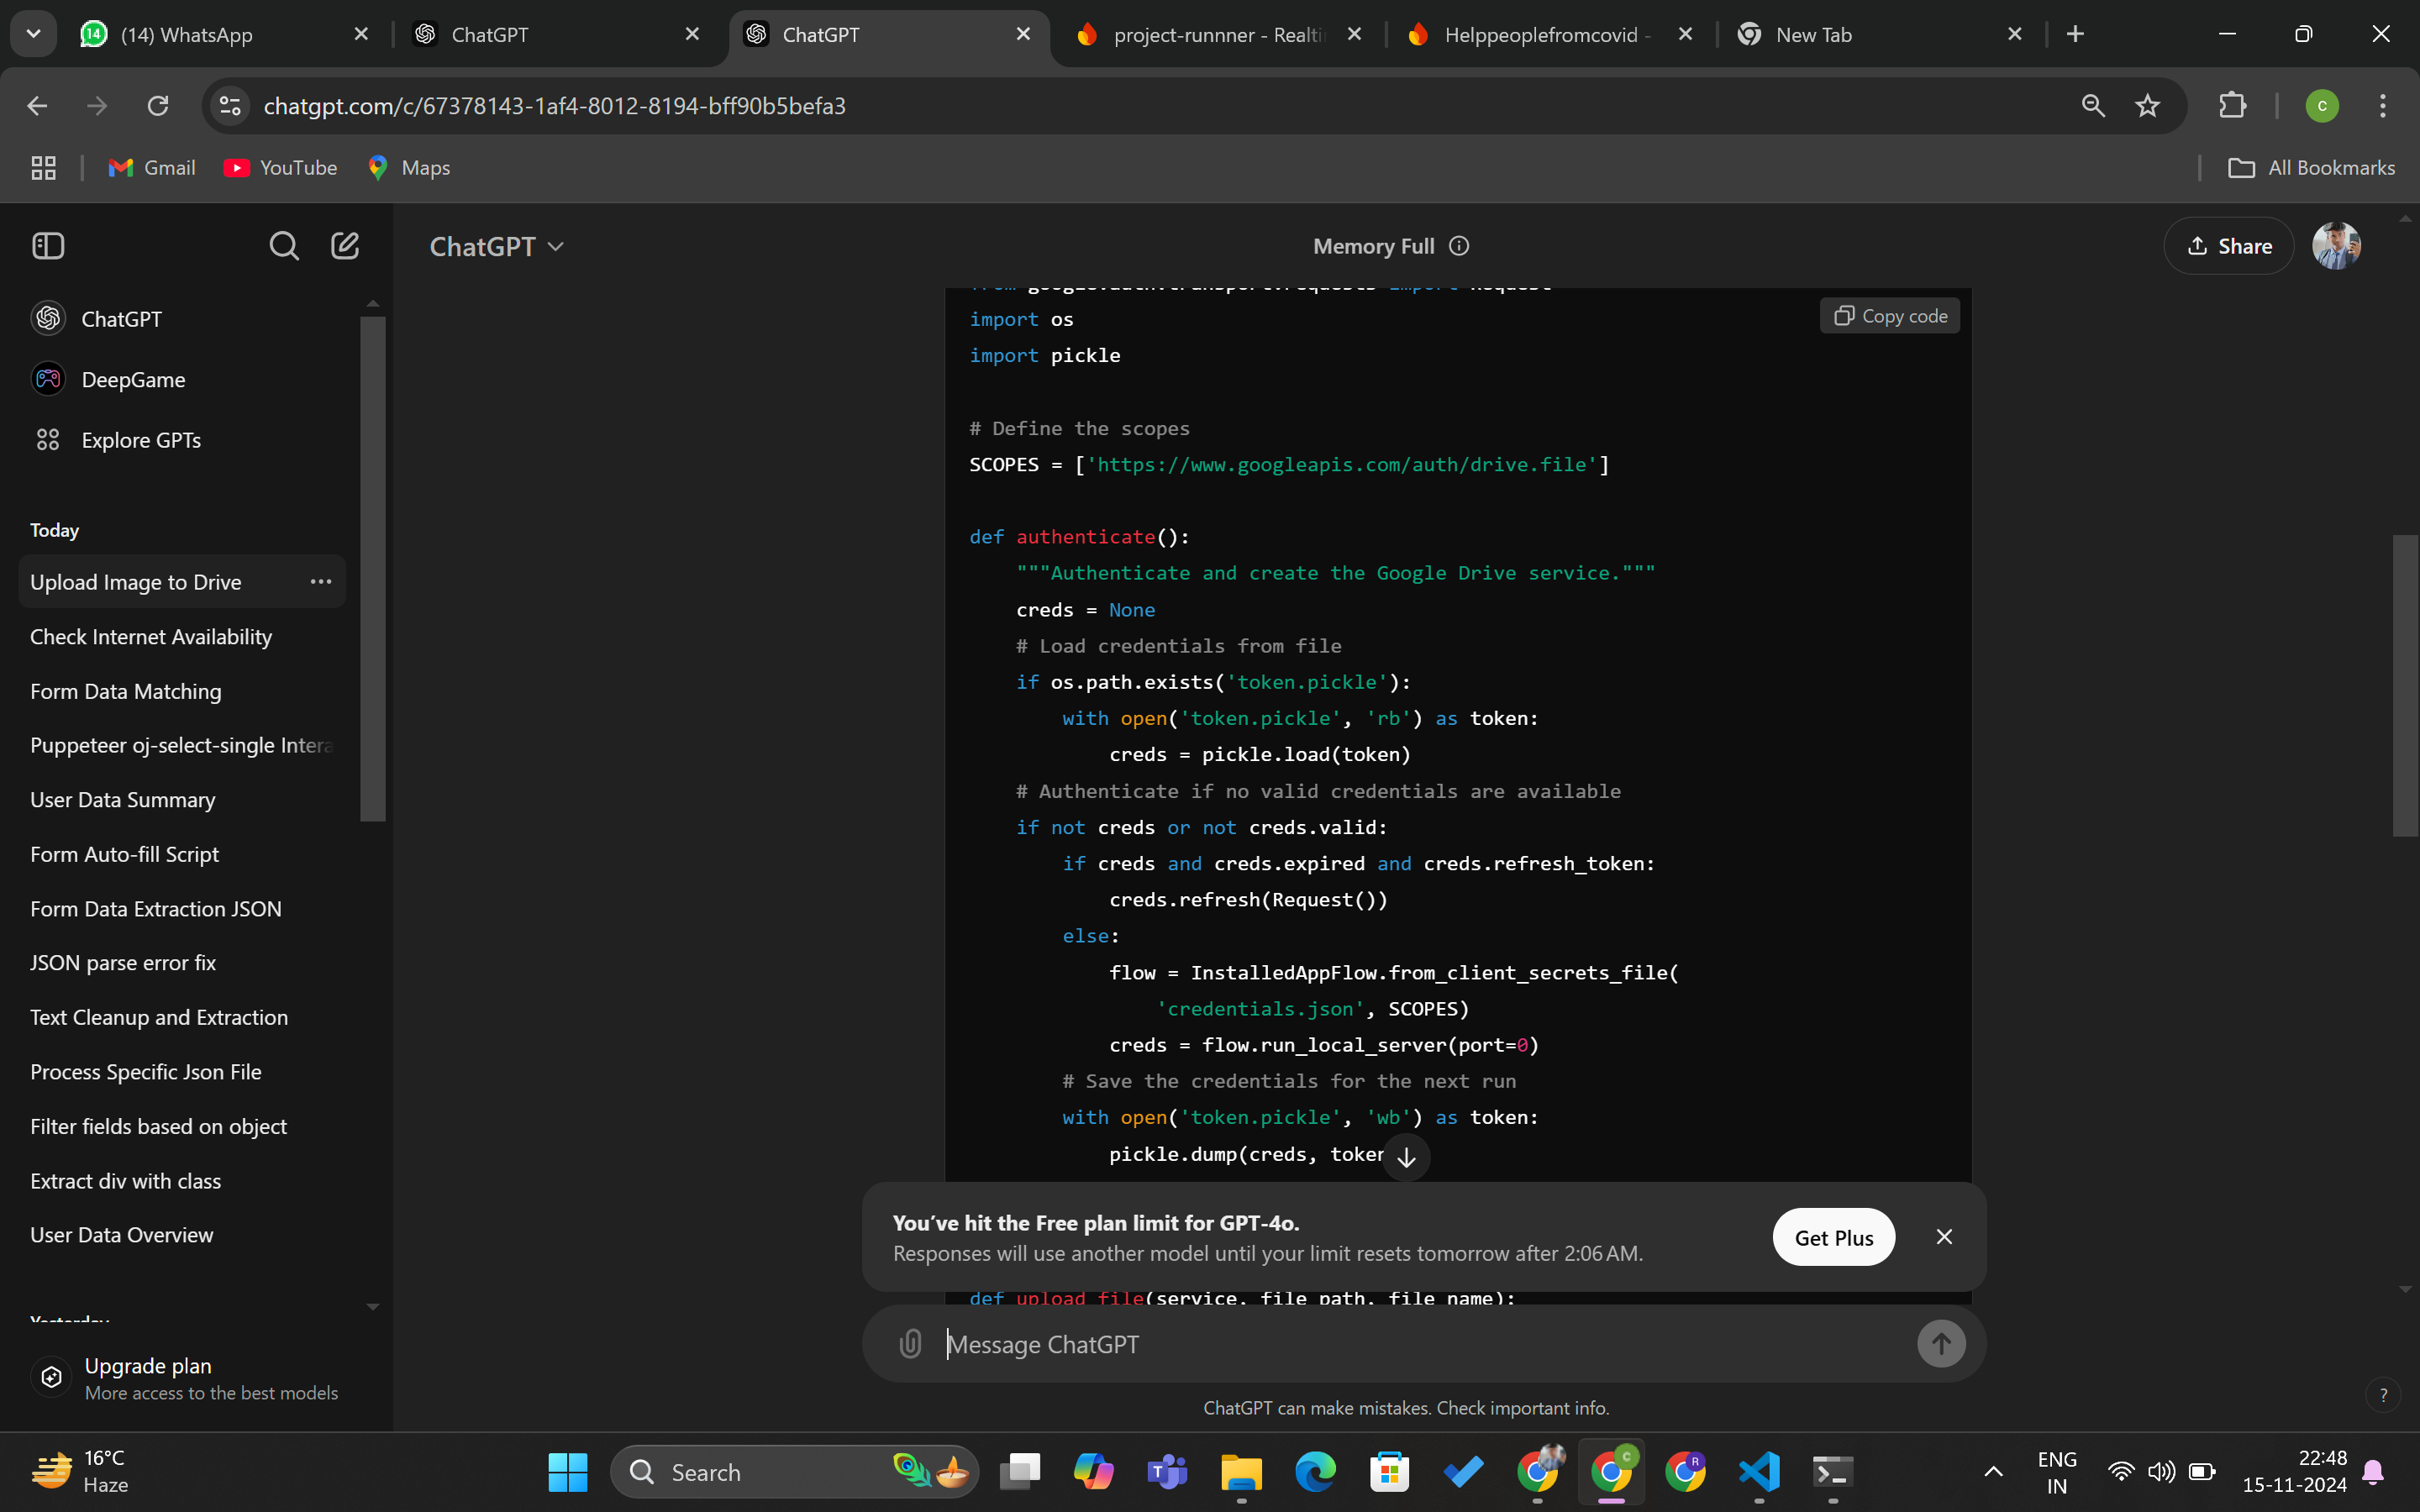 (14) WhatsApp
ChatGPT
ChatGPT
project-runnner - Realti
Helppeoplefromcovid -
New Tab
chatgpt.com/c/67378143-1af4-8012-8194-bff90b5befa3
C
Gmail
YouTube
Maps
All Bookmarks
ChatGPT
Memory Full
Share
ChatGPT
DeepGame
Explore GPTs
Today
Upload Image to Drive
Check Internet Availability
Form Data Matching
Puppeteer oj-select-single Intera
User Data Summary
Form Auto-fill Script
Form Data Extraction JSON
JSON parse error fix
Text Cleanup and Extraction
Process Specific Json File
Filter fields based on object
Extract div with class
User Data Overview
Yesterday
Upgrade plan
More access to the best models
Copy code
from google.auth.transport.requests import Request
import os
import pickle
# Define the scopes
SCOPES = ['https://www.googleapis.com/auth/drive.file']
def authenticate():
    """Authenticate and create the Google Drive service."""
    creds = None
    # Load credentials from file
    if os.path.exists('token.pickle'):
        with open('token.pickle', 'rb') as token:
            creds = pickle.load(token)
    # Authenticate if no valid credentials are available
    if not creds or not creds.valid:
        if creds and creds.expired and creds.refresh_token:
            creds.refresh(Request())
        else:
            flow = InstalledAppFlow.from_client_secrets_file(
                'credentials.json', SCOPES)
            creds = flow.run_local_server(port=0)
        # Save the credentials for the next run
        with open('token.pickle', 'wb') as token:
            pickle.dump(creds, token
You've hit the Free plan limit for GPT-4o.
Responses will use another model until your limit resets tomorrow after 2:06 AM.
Get Plus
def upload_file(service, file_path, file_name):
Message ChatGPT
ChatGPT can make mistakes. Check important info.
?
16°C
Haze
Search
ENG
IN
22:48
15-11-2024